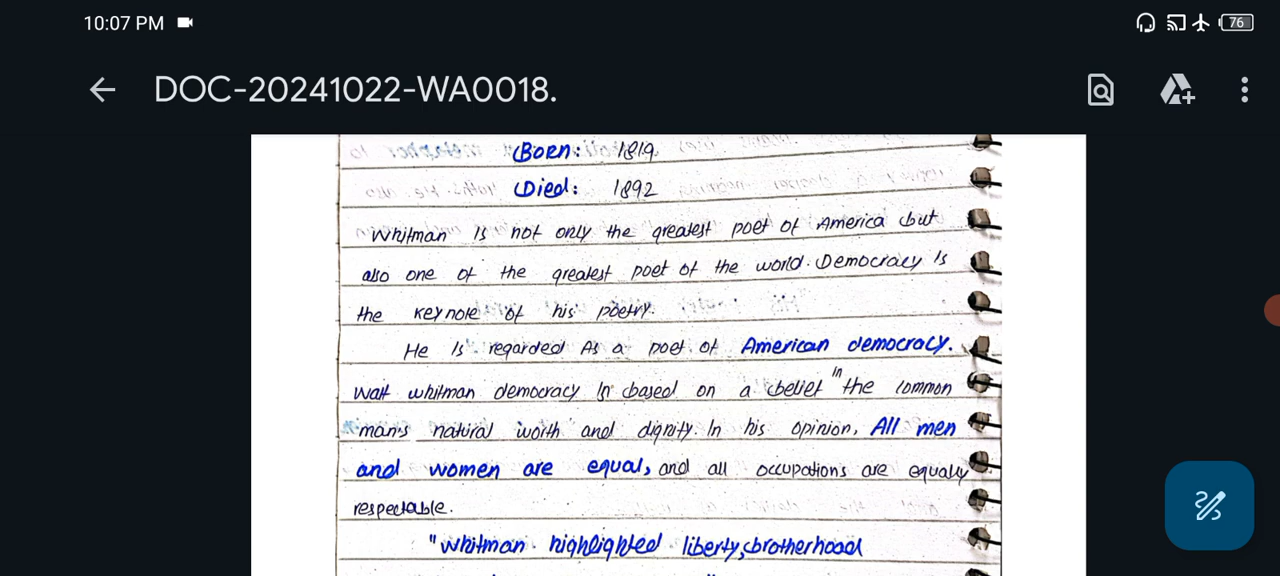 10:07 PM
76
DOC-20241022-WA0018.
Born: 1819.
Died: 1892
Whitman is not only the greatest poet of America but
also one of the greatest poet of the world. Democracy is
the keynote of his poetry.
He is regarded As a poet of American democracy.
Walt whitman democracy is based on a belief in the common
man's natural worth and dignity. In his opinion, All men
and women are equal, and all occupations are equaly
respectable.
"Whitman highlighted liberty, brotherhood